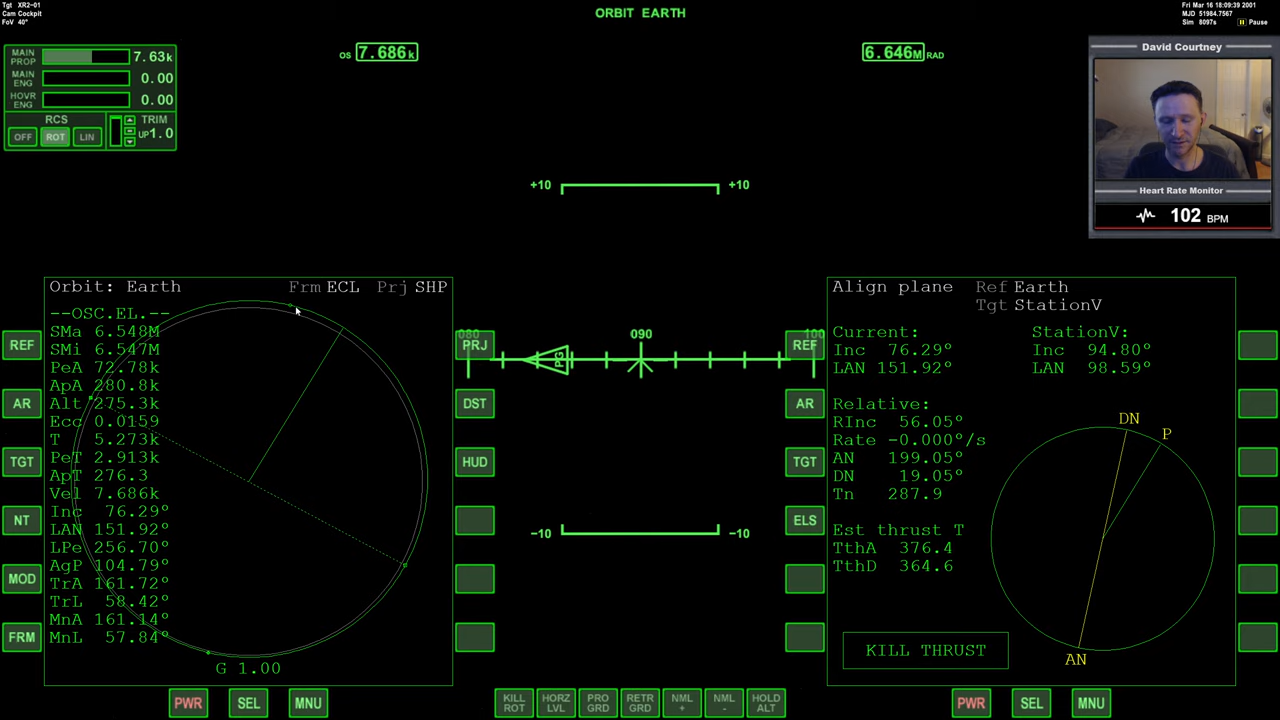 Tgt XR2-01
Cam Cockpit
FoV 40°
ORBIT EARTH
Fri Mar 16 18:09:39 2001
MJD 51984.7567
Sim 8097s
Pause
MAIN PROP 7.63k
MAIN ENG 0.00
HOVR ENG 0.00
RCS
TRIM
OFF ROT LIN
UP 1.0
OS 7.686k
6.646M RAD
David Courtney
Heart Rate Monitor
102 BPM
+10 +10
080 090 100
PG
-10 -10
Orbit: Earth Frm ECL Prj SHP
--OSC.EL.--
SMa 6.548M
SMi 6.547M
PeA 72.78k
ApA 280.8k
Alt 275.3k
Ecc 0.0159
T 5.273k
PeT 2.913k
ApT 276.3
Vel 7.686k
Inc 76.29°
LAN 151.92°
LPe 256.70°
AgP 104.79°
TrA 161.72°
TrL 58.42°
MnA 161.14°
MnL 57.84°
G 1.00
REF
AR
TGT
NT
MOD
FRM
PRJ
DST
HUD
PWR SEL MNU
KILL ROT
HORZ LVL
PRO GRD
RETR GRD
NML +
NML -
HOLD ALT
Align plane Ref Earth
Tgt StationV
Current: StationV:
Inc 76.29° Inc 94.80°
LAN 151.92° LAN 98.59°
Relative:
RInc 56.05°
Rate -0.000°/s
AN 199.05°
DN 19.05°
Tn 287.9
Est thrust T
TthA 376.4
TthD 364.6
KILL THRUST
DN
P
AN
REF
AR
TGT
ELS
PWR SEL MNU